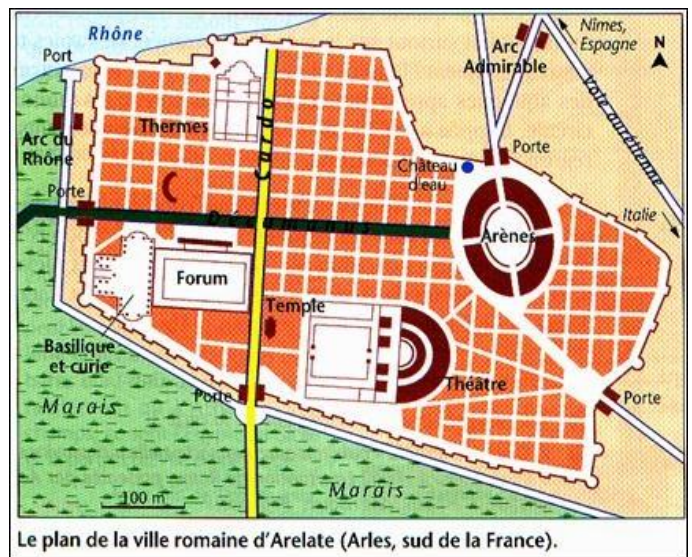 Rhône
Port
Arc
Admirable
Nîmes,
Espagne
N
Voie aurélienne
Thermes
Cardo
Arc du
Rhône
Porte
Château
d'eau
Porte
Italie
Décumanus
Arènes
Forum
Temple
Basilique
et curie
Théâtre
Porte
Porte
Marais
Marais
100 m
Le plan de la ville romaine d'Arelate (Arles, sud de la France).